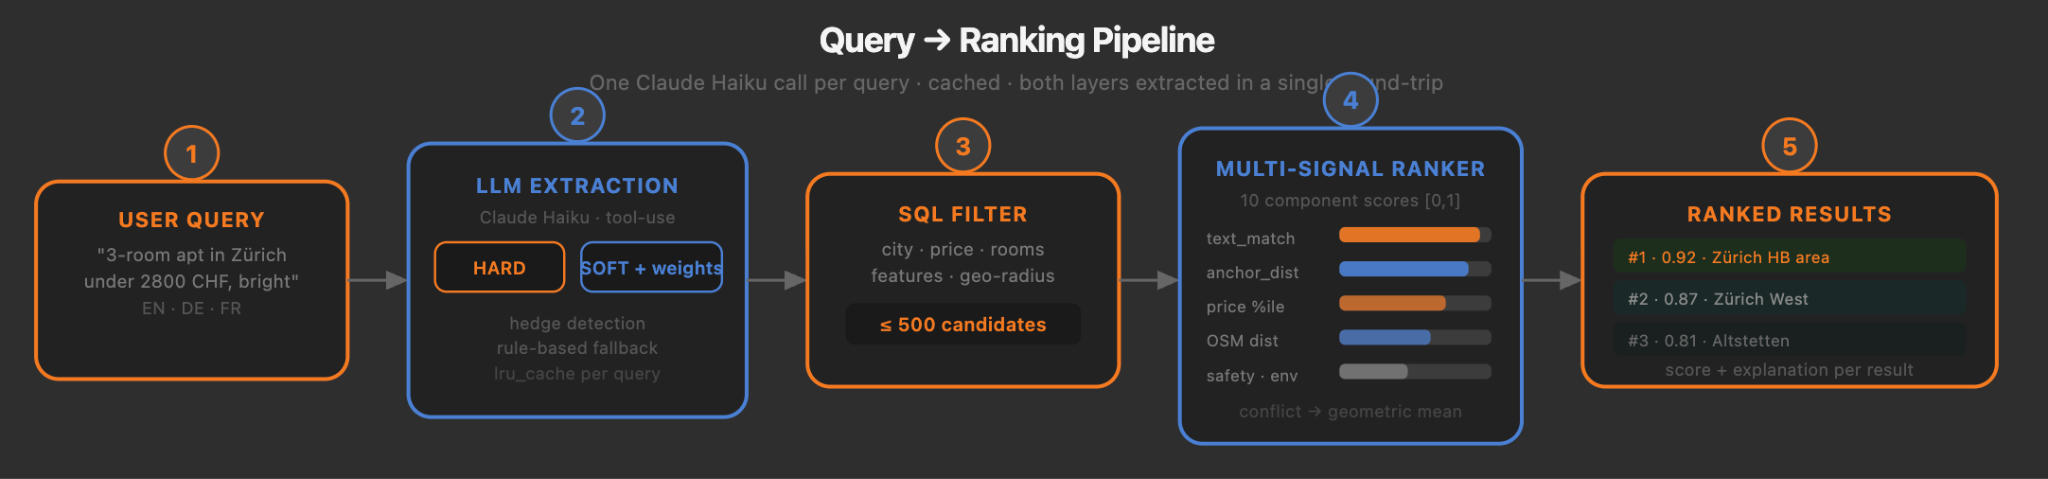 Query → Ranking Pipeline
One Claude Haiku call per query · cached · both layers extracted in a single nd-trip
1
USER QUERY
"3-room apt in Zürich
under 2800 CHF, bright"
EN · DE · FR
2
LLM EXTRACTION
Claude Haiku · tool-use
HARD
SOFT + weights
hedge detection
rule-based fallback
lru_cache per query
3
SQL FILTER
city · price · rooms
features · geo-radius
≤ 500 candidates
4
MULTI-SIGNAL RANKER
10 component scores [0,1]
text_match
anchor_dist
price %ile
OSM dist
safety · env
conflict → geometric mean
5
RANKED RESULTS
#1 · 0.92 · Zürich HB area
#2 · 0.87 · Zürich West
#3 · 0.81 · Altstetten
score + explanation per result